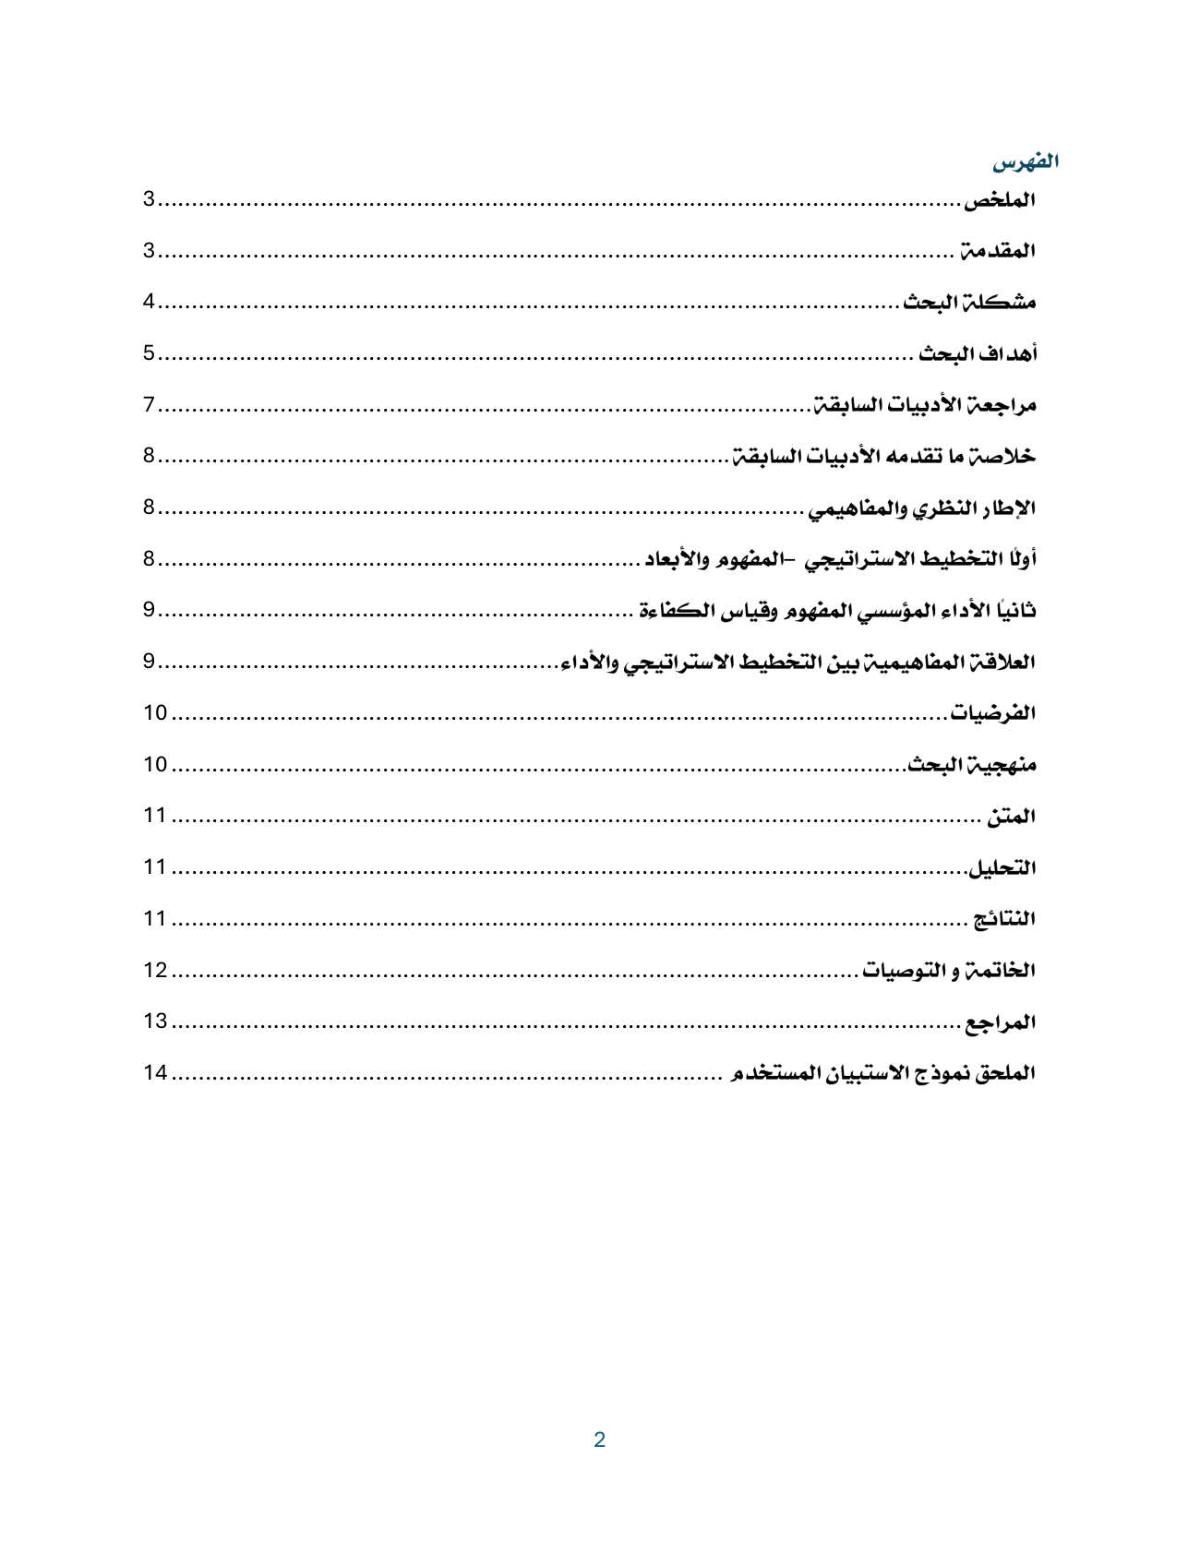 الفهرس
الملخص 3
المقدمة 3
مشكلة البحث 4
أهداف البحث 5
مراجعة الأدبيات السابقة 7
خلاصة ما تقدمه الأدبيات السابقة 8
الإطار النظري والمفاهيمي 8
أولًا التخطيط الاستراتيجي –المفهوم والأبعاد 8
ثانيًا الأداء المؤسسي المفهوم وقياس الكفاءة 9
العلاقة المفاهيمية بين التخطيط الاستراتيجي والأداء 9
الفرضيات 10
منهجية البحث 10
المتن 11
التحليل 11
النتائج 11
الخاتمة و التوصيات 12
المراجع 13
الملحق نموذج الاستبيان المستخدم 14
2